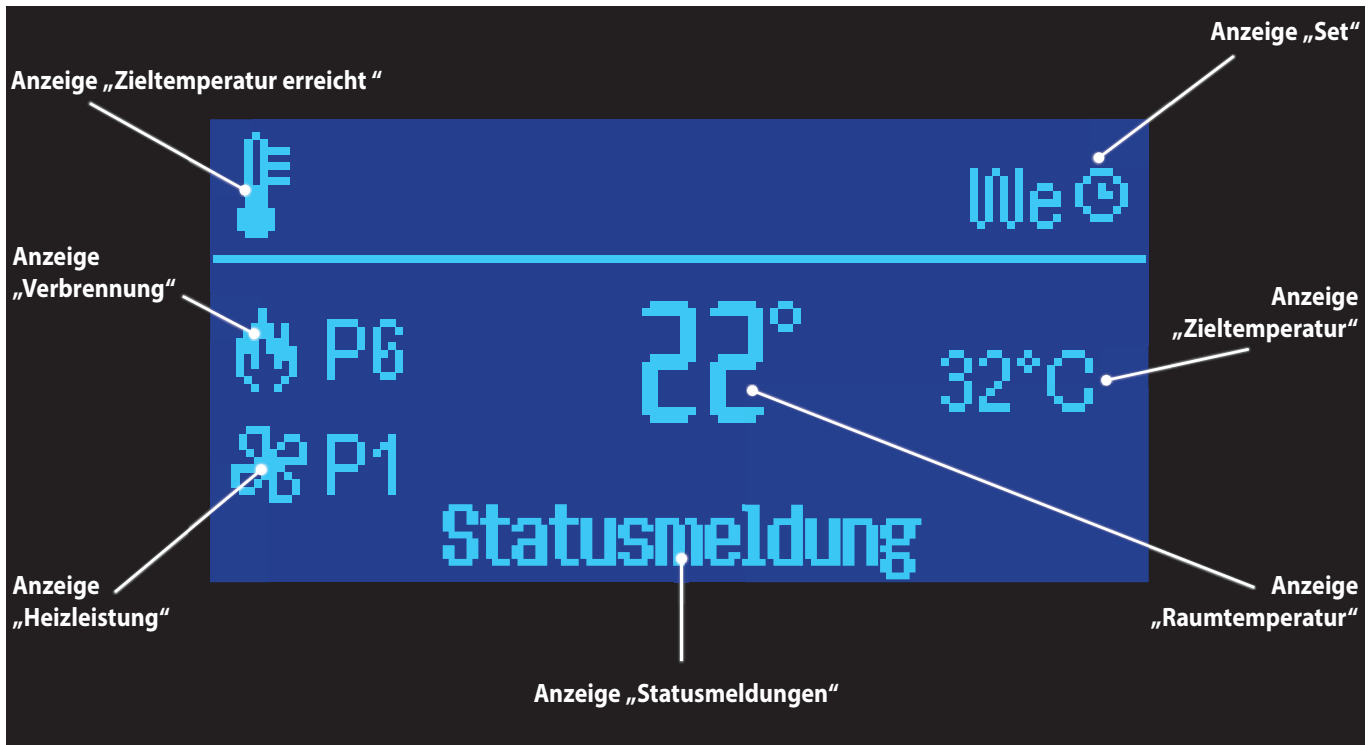 Anzeige „Set“
Anzeige „Zieltemperatur erreicht “
We
Anzeige
„Verbrennung“
P6
22°
32°C
Anzeige
„Zieltemperatur“
P1
Statusmeldung
Anzeige
„Heizleistung“
Anzeige
„Raumtemperatur“
Anzeige „Statusmeldungen“